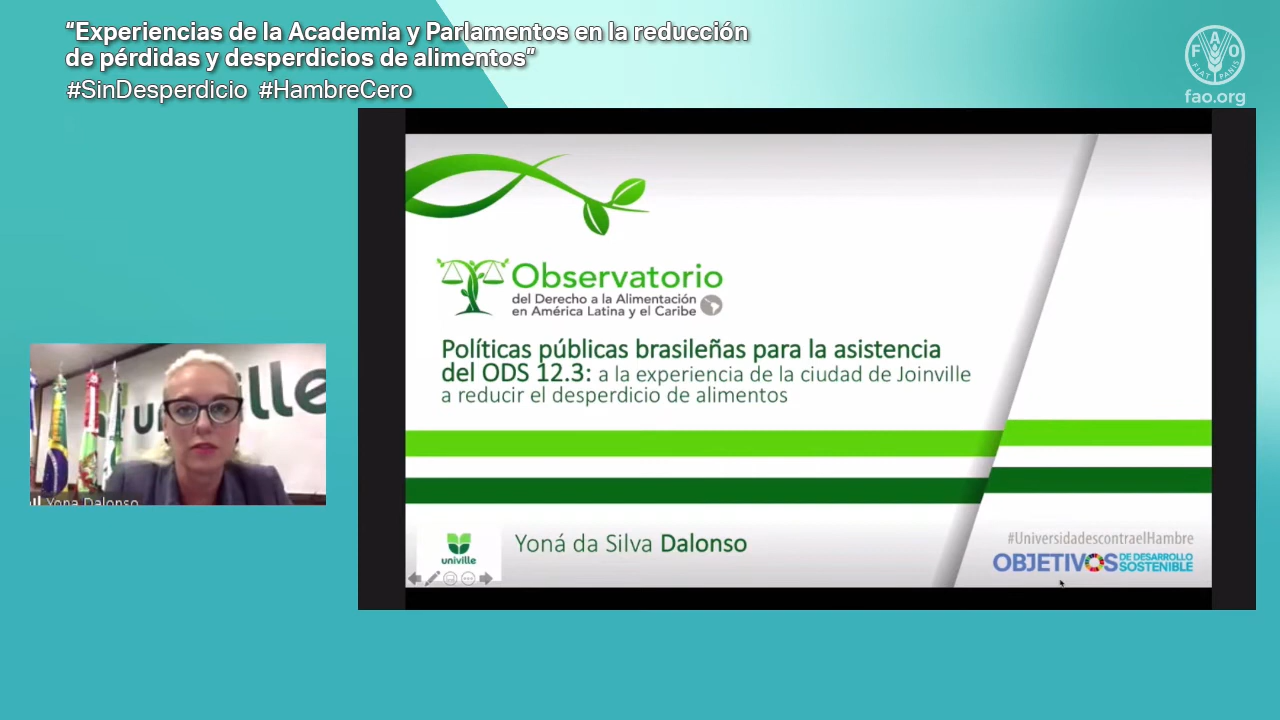 “Experiencias de la Academia y Parlamentos en la reducción
de pérdidas y desperdicios de alimentos”
#SinDesperdicio #HambreCero
F A O
FIAT PANIS
fao.org
Observatorio
del Derecho a la Alimentación
en América Latina y el Caribe
Políticas públicas brasileñas para la asistencia
del ODS 12.3: a la experiencia de la ciudad de Joinville
a reducir el desperdicio de alimentos
univille
Yoná da Silva Dalonso
#UniversidadescontraelHambre
OBJETIVOS DE DESARROLLO
SOSTENIBLE
Yona Dalonso